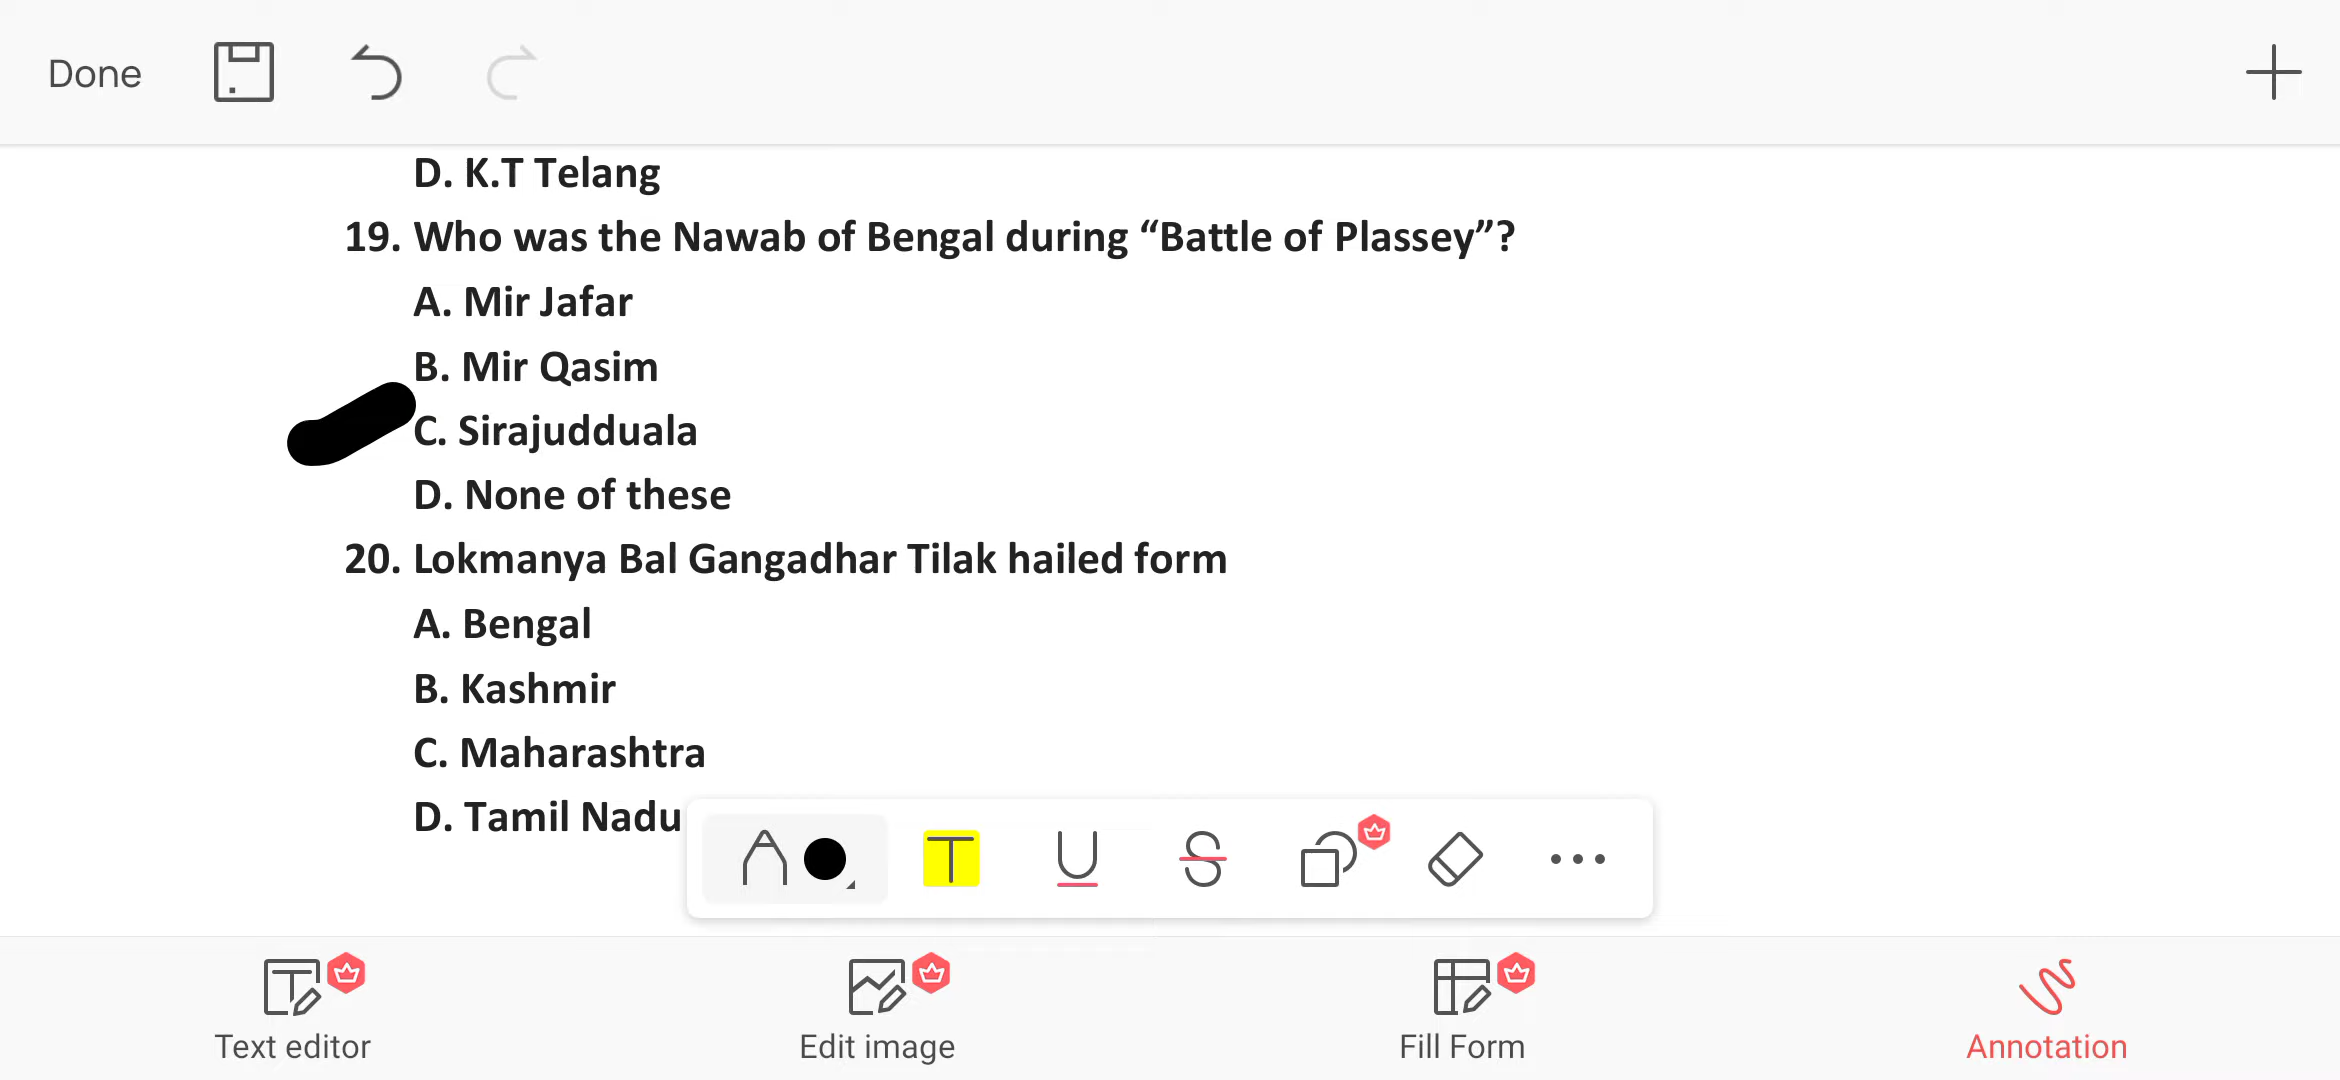 Done
D. K.T Telang
19. Who was the Nawab of Bengal during “Battle of Plassey”?
A. Mir Jafar
B. Mir Qasim
C. Sirajudduala
D. None of these
20. Lokmanya Bal Gangadhar Tilak hailed form
A. Bengal
B. Kashmir
C. Maharashtra
D. Tamil Nadu
Text editor
Edit image
Fill Form
Annotation